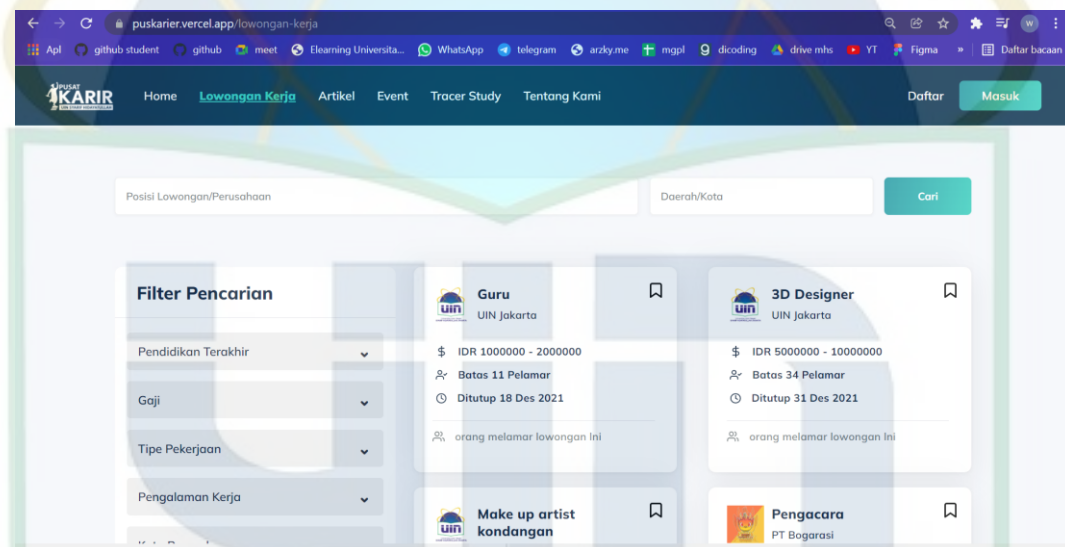 puskarier.vercel.app/lowongan-kerja
W
Apl github student github meet Elearning Universita... WhatsApp telegram arzky.me mgpl dicoding drive mhs YT Figma » Daftar bacaan
PUSAT
KARIR
Home Lowongan Kerja Artikel Event Tracer Study Tentang Kami Daftar Masuk
Posisi Lowongan/Perusahaan Daerah/Kota Cari
Filter Pencarian
Pendidikan Terakhir
Gaji
Tipe Pekerjaan
Pengalaman Kerja
uin
Guru
UIN Jakarta
$ IDR 1000000 - 2000000
Batas 11 Pelamar
Ditutup 18 Des 2021
orang melamar lowongan Ini
uin
3D Designer
UIN Jakarta
$ IDR 5000000 - 10000000
Batas 34 Pelamar
Ditutup 31 Des 2021
orang melamar lowongan Ini
uin
Make up artist
kondangan
Pengacara
PT Bogarasi